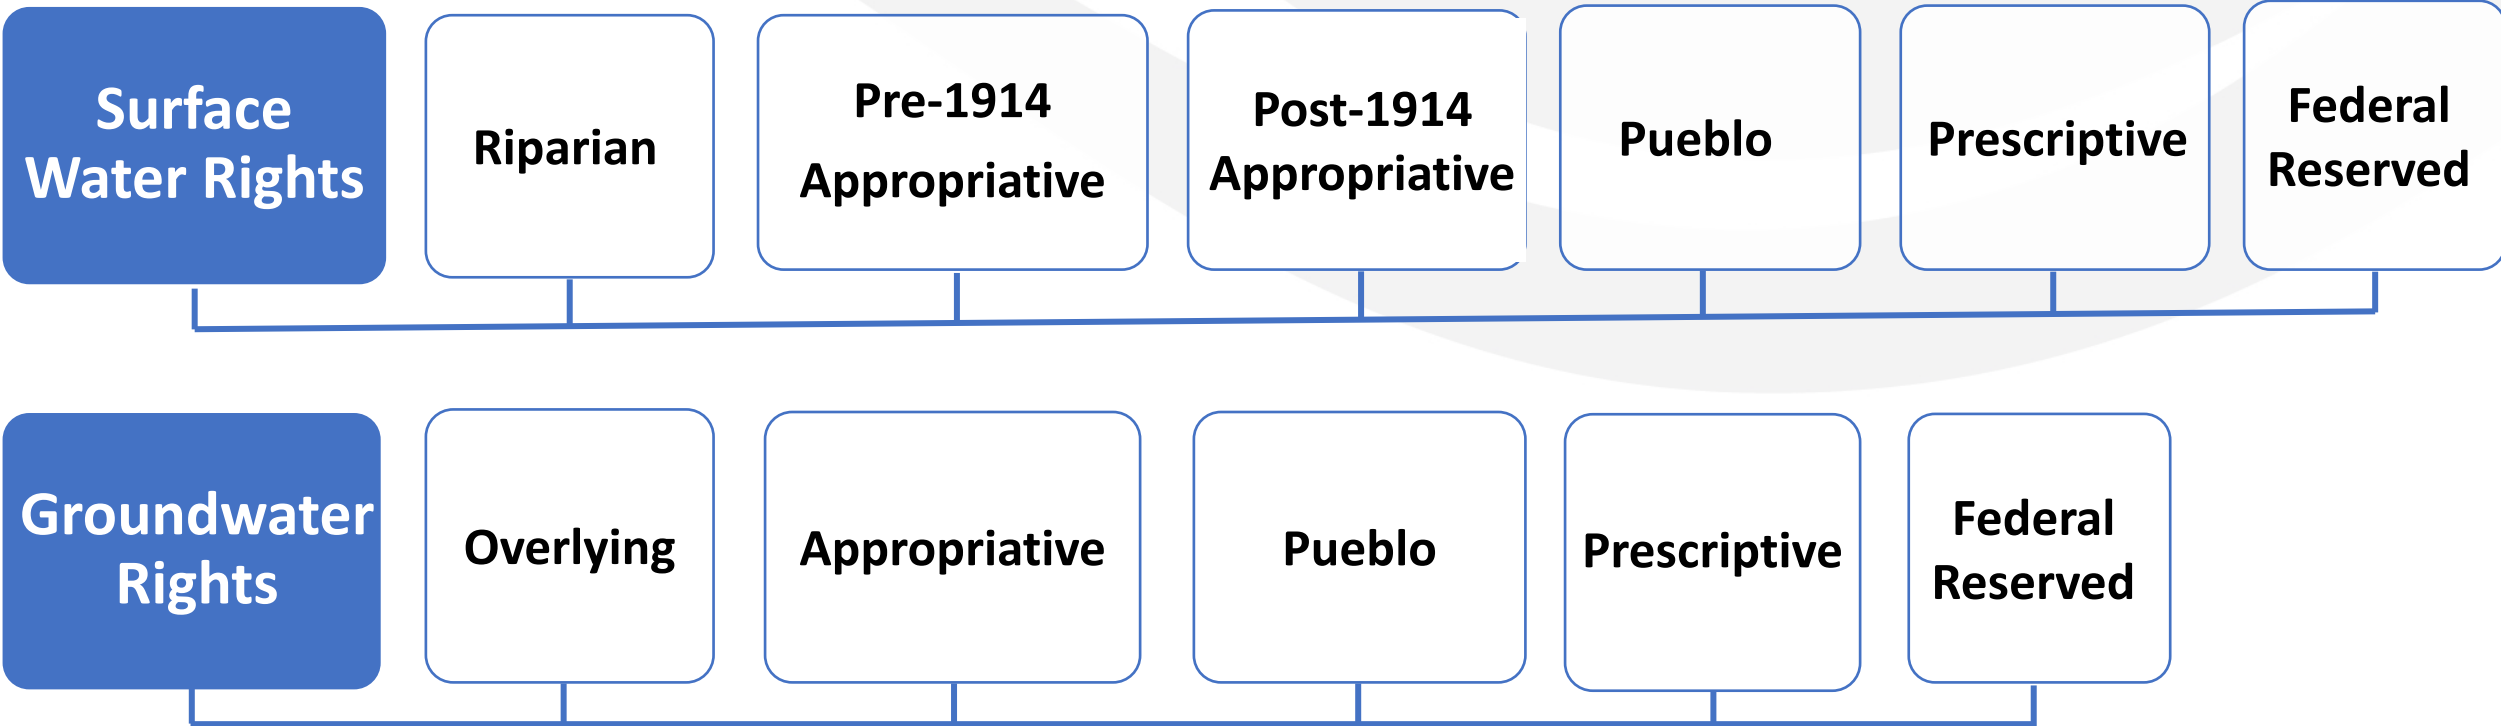 Surface
Water Rights
Riparian
Pre-1914
Appropriative
Post-1914
Appropriative
Pueblo
Prescriptive
Federal
Reserved
Groundwater
Rights
Overlying
Appropriative
Pueblo
Prescriptive
Federal
Reserved